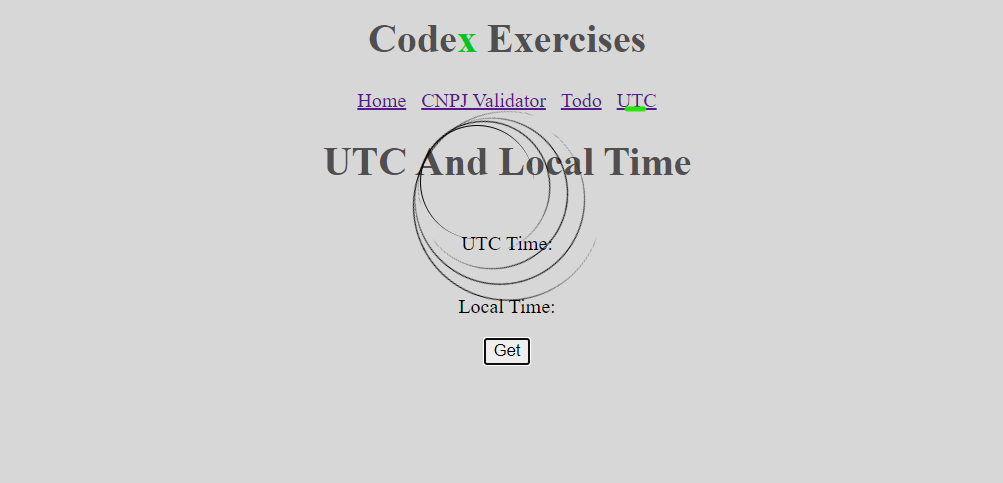 Codex Exercises
Home CNPJ Validator Todo UTC
UTC And Local Time
UTC Time:
Local Time:
Get